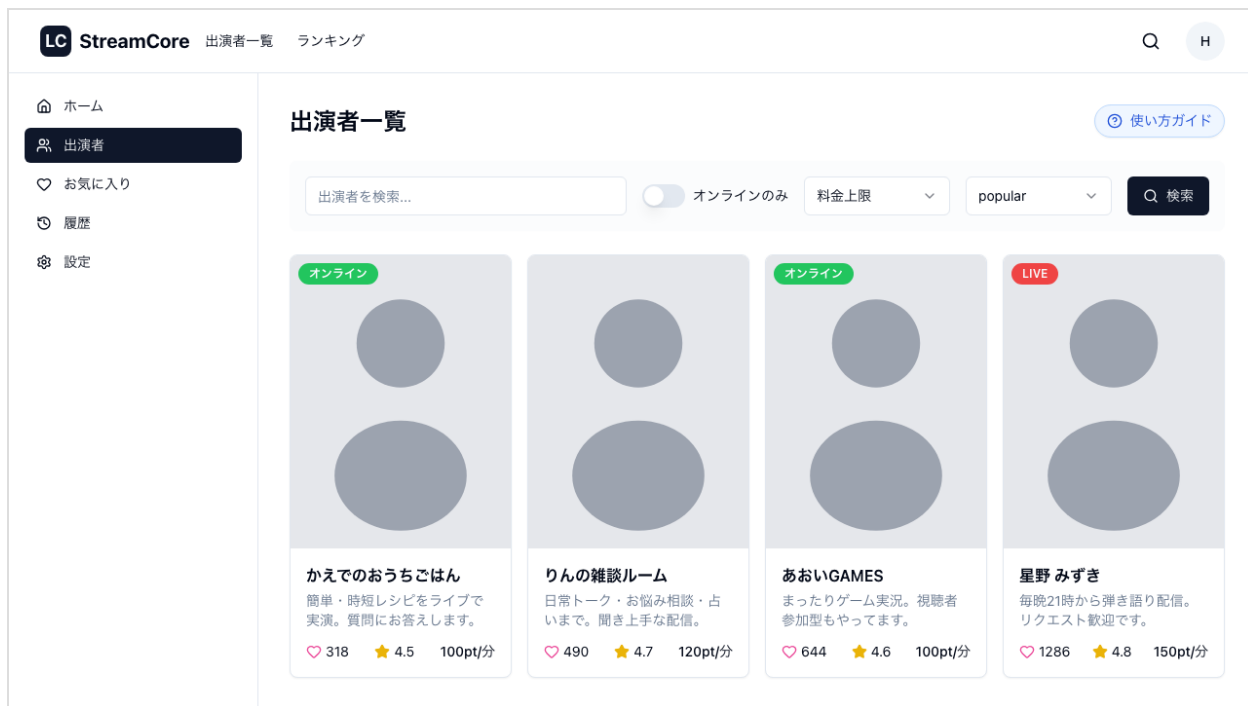 LC StreamCore 出演者一覧 ランキング H
ホーム
出演者
お気に入り
履歴
設定
出演者一覧
使い方ガイド
出演者を検索... オンラインのみ 料金上限 popular 検索
オンライン
かえでのおうちごはん
簡単・時短レシピをライブで
実演。質問にお答えします。
318 4.5 100pt/分
りんの雑談ルーム
日常トーク・お悩み相談・占
いまで。聞き上手な配信。
490 4.7 120pt/分
オンライン
あおいGAMES
まったりゲーム実況。視聴者
参加型もやってます。
644 4.6 100pt/分
LIVE
星野 みずき
毎晩21時から弾き語り配信。
リクエスト歓迎です。
1286 4.8 150pt/分